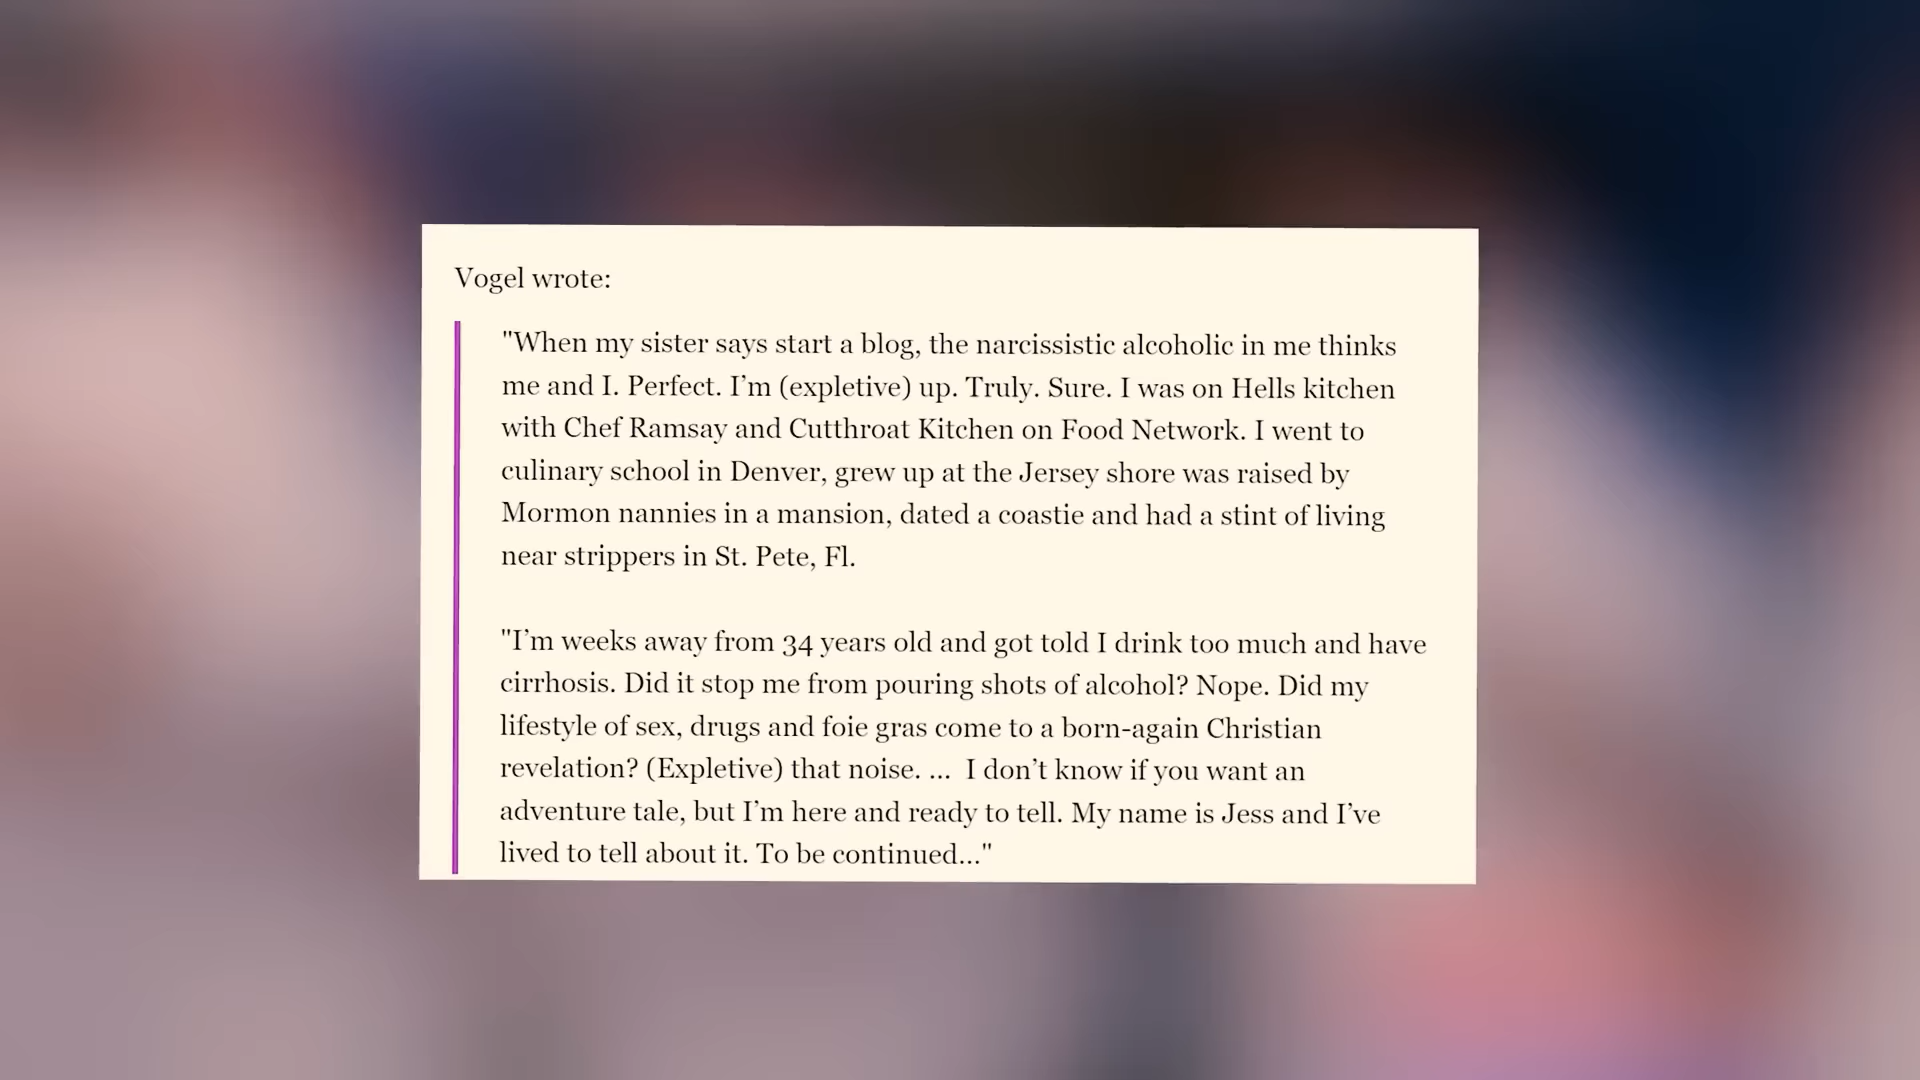 Vogel wrote:
"When my sister says start a blog, the narcissistic alcoholic in me thinks
me and I. Perfect. I’m (expletive) up. Truly. Sure. I was on Hells kitchen
with Chef Ramsay and Cutthroat Kitchen on Food Network. I went to
culinary school in Denver, grew up at the Jersey shore was raised by
Mormon nannies in a mansion, dated a coastie and had a stint of living
near strippers in St. Pete, Fl.
"I’m weeks away from 34 years old and got told I drink too much and have
cirrhosis. Did it stop me from pouring shots of alcohol? Nope. Did my
lifestyle of sex, drugs and foie gras come to a born-again Christian
revelation? (Expletive) that noise. ... I don’t know if you want an
adventure tale, but I’m here and ready to tell. My name is Jess and I’ve
lived to tell about it. To be continued..."